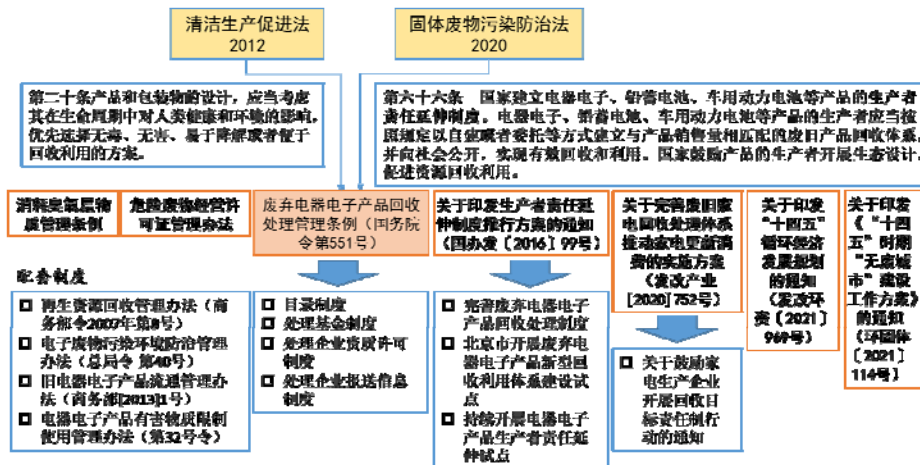 清洁生产促进法
2012
固体废物污染防治法
2020
第二十条产品和包装物的设计，应当考虑
其在生命周期中对人类健康和环境的影响，
优先选择无毒、无害、易于降解或者便于
回收利用的方案。
第六十六条　国家建立电器电子、铅蓄电池、车用动力电池等产品的生产者
责任延伸制度。电器电子、铅蓄电池、车用动力电池等产品的生产者应当按
照规定以自建或者委托等方式建立与产品销售量相匹配的废旧产品回收体系，
并向社会公开，实现有效回收和利用。国家鼓励产品的生产者开展生态设计，
促进资源回收利用。
消耗臭氧层物
质管理条例
危险废物经营许
可证管理办法
废弃电器电子产品回收
处理管理条例（国务院
令第551号）
关于印发生产者责任延
伸制度推行方案的通知
（国办发〔2016〕99号）
关于完善废旧家
电回收处理体系
推动家电更新消
费的实施方案
（发改产业
[2020]752号）
关于印发
“十四五”
循环经济
发展规划
的通知
（发改环
资〔2021〕
969号）
关于印发
《“十四
五”时期
“无废城
市”建设
工作方案》
的通知
（环固体
〔2021〕
114号）
配套制度
再生资源回收管理办法（商
务部令2007年第8号）
电子废物污染环境防治管理
办法（总局令 第40号）
旧电器电子产品流通管理办
法（商务部[2013]1号）
电器电子产品有害物质限制
使用管理办法（第32号令）
目录制度
处理基金制度
处理企业资质许可
制度
处理企业报送信息
制度
完善废弃电器电子
产品回收处理制度
北京市开展废弃电
器电子产品新型回
收利用体系建设试
点
持续开展电器电子
产品生产者责任延
伸试点
关于鼓励家
电生产企业
开展回收目
标责任制行
动的通知